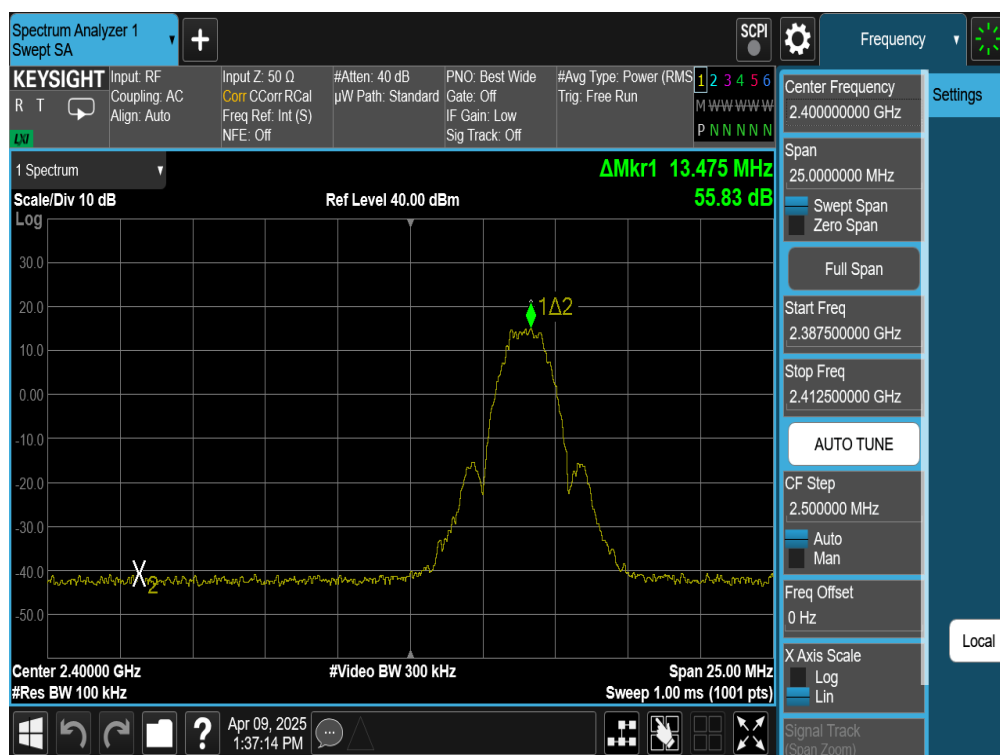 Spectrum Analyzer 1
Swept SA
+
SCPI
Frequency
KEYSIGHT
R T
LXI
Input: RF
Coupling: AC
Align: Auto
Input Z: 50 Ω
Corr CCorr RCal
Freq Ref: Int (S)
NFE: Off
#Atten: 40 dB
µW Path: Standard
PNO: Best Wide
Gate: Off
IF Gain: Low
Sig Track: Off
#Avg Type: Power (RMS
Trig: Free Run
1 2 3 4 5 6
M W W W W W
P N N N N N
1 Spectrum
ΔMkr1 13.475 MHz
55.83 dB
Scale/Div 10 dB
Ref Level 40.00 dBm
Log
30.0
20.0
10.0
0.00
-10.0
-20.0
-30.0
-40.0
-50.0
1Δ2
X
2
Center 2.40000 GHz
#Video BW 300 kHz
Span 25.00 MHz
#Res BW 100 kHz
Sweep 1.00 ms (1001 pts)
?
Apr 09, 2025
1:37:14 PM
Center Frequency
2.400000000 GHz
Span
25.0000000 MHz
Swept Span
Zero Span
Full Span
Start Freq
2.387500000 GHz
Stop Freq
2.412500000 GHz
AUTO TUNE
CF Step
2.500000 MHz
Auto
Man
Freq Offset
0 Hz
X Axis Scale
Log
Lin
Signal Track
(Span Zoom)
Settings
Local